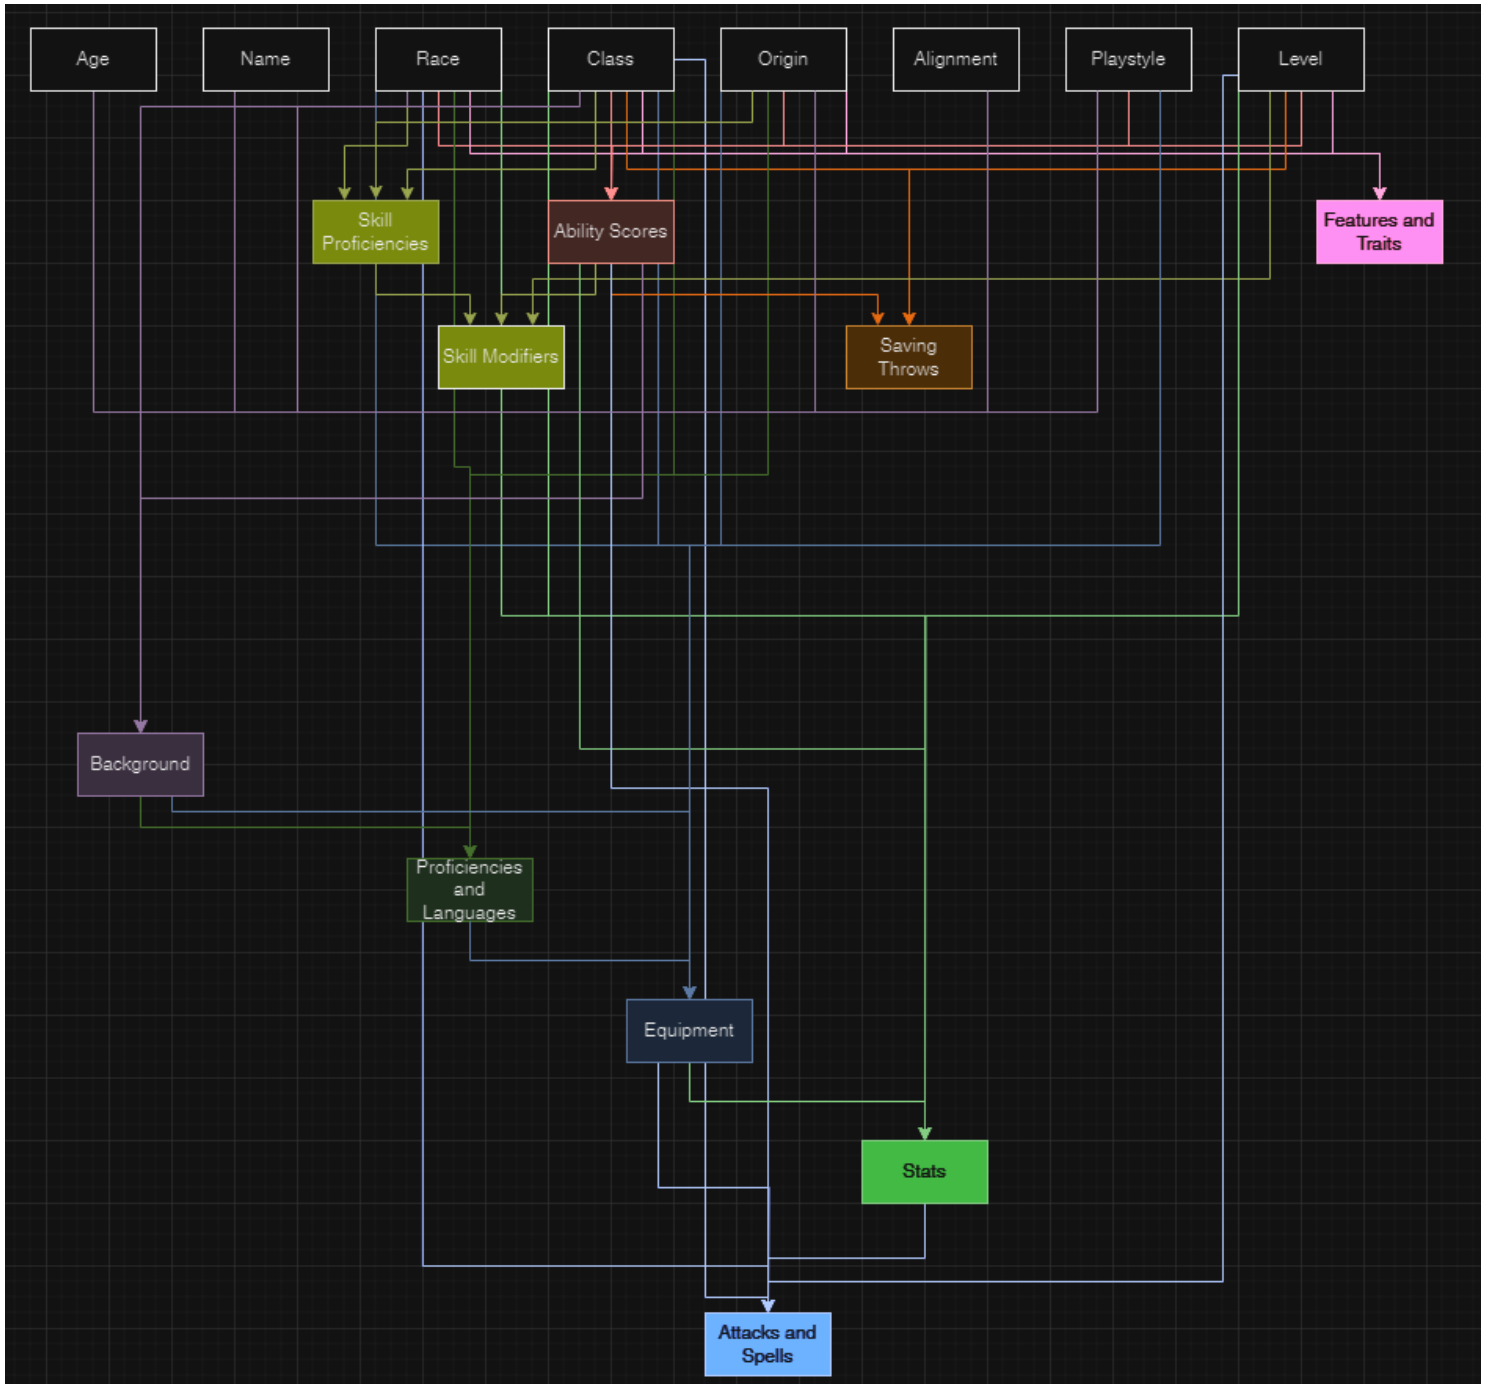 Age
Name
Race
Class
Origin
Alignment
Playstyle
Level
Skill
Proficiencies
Ability Scores
Features and
Traits
Skill Modifiers
Saving
Throws
Background
Proficiencies
and
Languages
Equipment
Stats
Attacks and
Spells